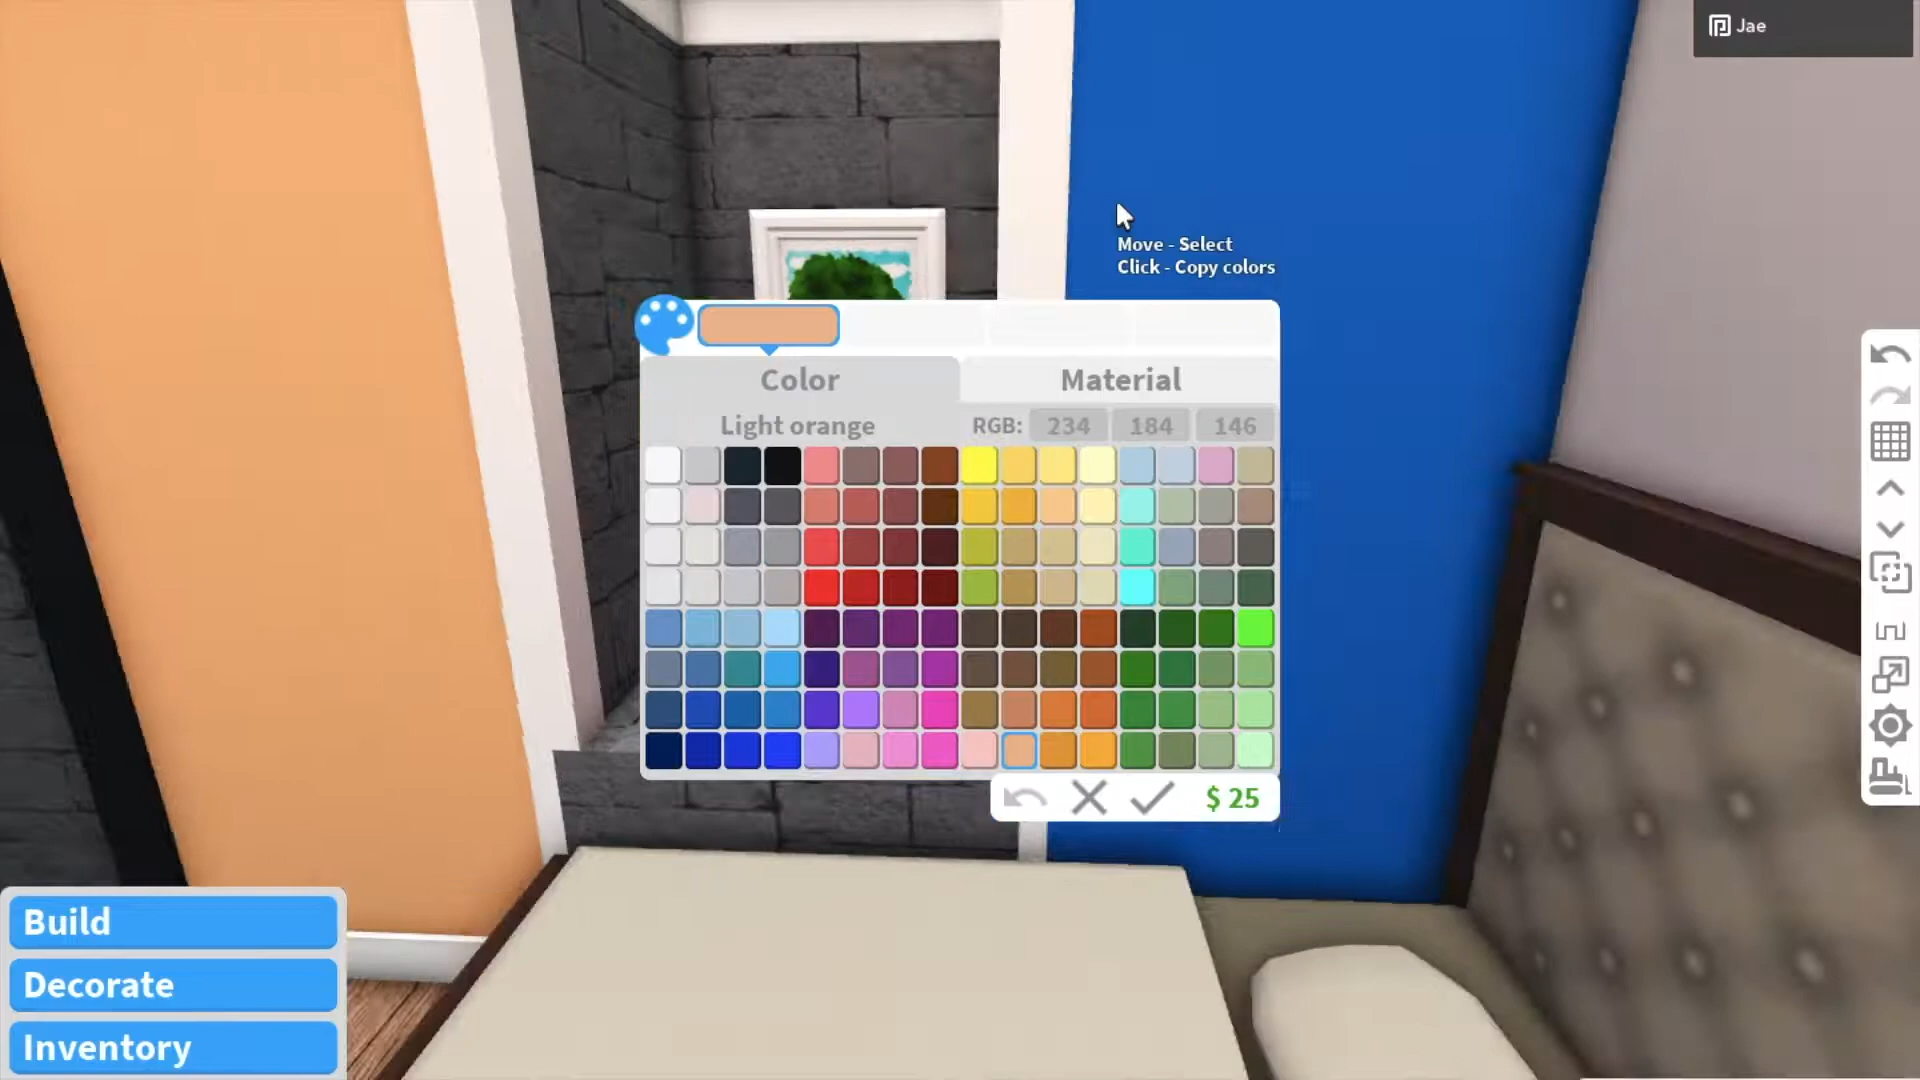 Jae
Move - Select
Click - Copy colors
Color
Material
Light orange
RGB: 234 184 146
$ 25
Build
Decorate
Inventory